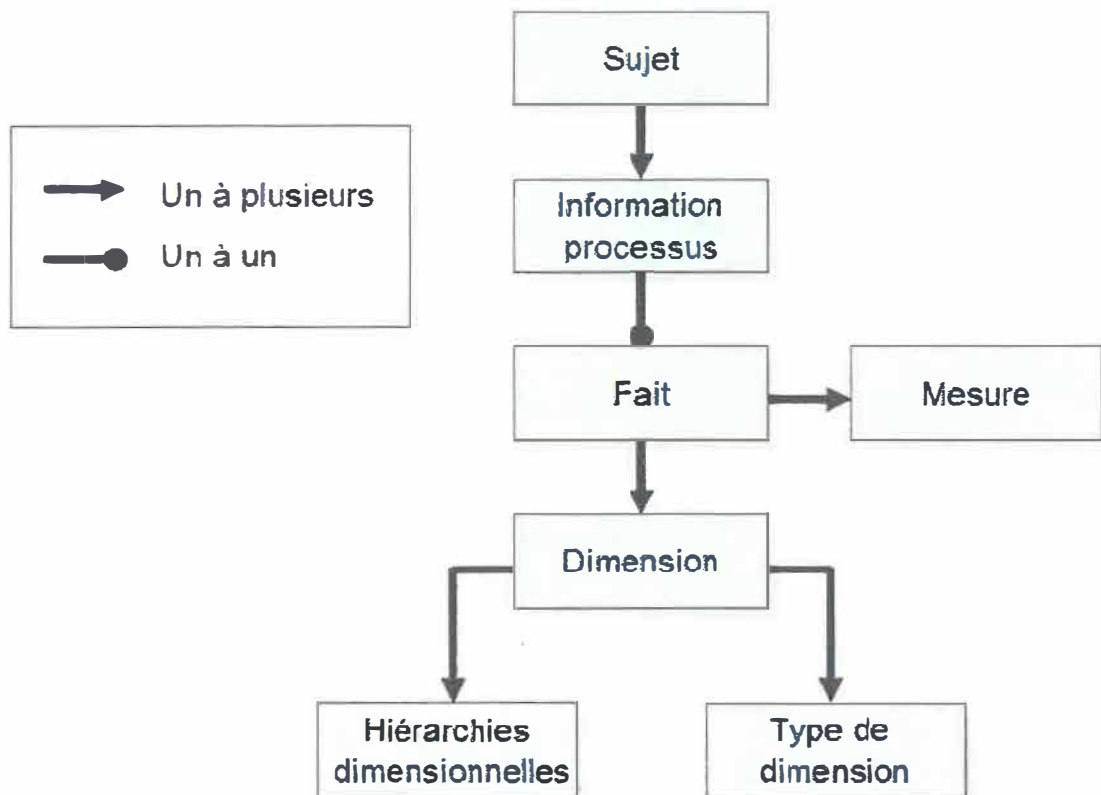 Sujet
Un à plusieurs
Un à un
Information
processus
Fait
Mesure
Dimension
Hiérarchies
dimensionnelles
Type de
dimension